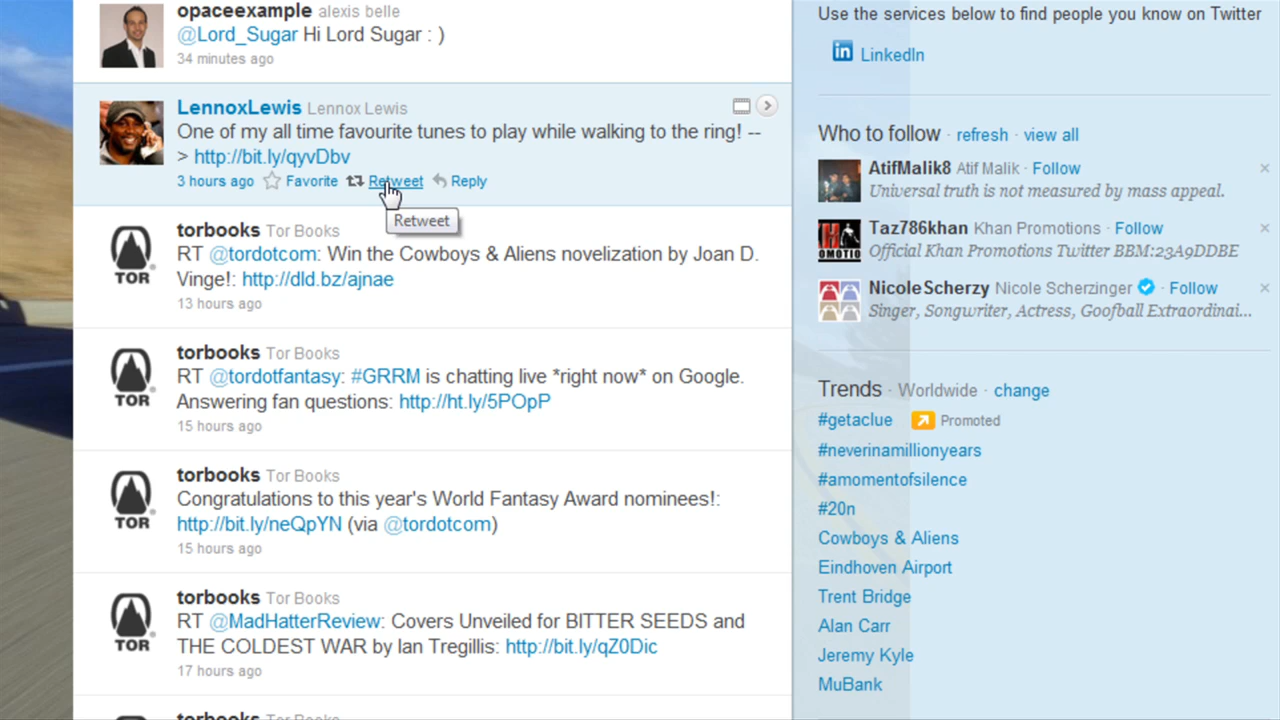 opaceexample alexis belle
@Lord_Sugar Hi Lord Sugar : )
34 minutes ago
LennoxLewis Lennox Lewis
One of my all time favourite tunes to play while walking to the ring! --
> http://bit.ly/qyvDbv
3 hours ago Favorite Retweet Reply
Retweet
torbooks Tor Books
RT @tordotcom: Win the Cowboys & Aliens novelization by Joan D.
Vinge!: http://dld.bz/ajnae
13 hours ago
TOR
torbooks Tor Books
RT @tordotfantasy: #GRRM is chatting live *right now* on Google.
Answering fan questions: http://ht.ly/5POpP
15 hours ago
TOR
torbooks Tor Books
Congratulations to this year's World Fantasy Award nominees!:
http://bit.ly/neQpYN (via @tordotcom)
15 hours ago
TOR
torbooks Tor Books
RT @MadHatterReview: Covers Unveiled for BITTER SEEDS and
THE COLDEST WAR by Ian Tregillis: http://bit.ly/qZ0Dic
17 hours ago
TOR
torbooks Tor Books
Use the services below to find people you know on Twitter
in LinkedIn
Who to follow · refresh · view all
AtifMalik8 Atif Malik · Follow
Universal truth is not measured by mass appeal.
Taz786khan Khan Promotions · Follow
Official Khan Promotions Twitter BBM:23A9DDBE
NicoleScherzy Nicole Scherzinger · Follow
Singer, Songwriter, Actress, Goofball Extraordinai...
Trends · Worldwide · change
#getaclue Promoted
#neverinamillionyears
#amomentofsilence
#20n
Cowboys & Aliens
Eindhoven Airport
Trent Bridge
Alan Carr
Jeremy Kyle
MuBank